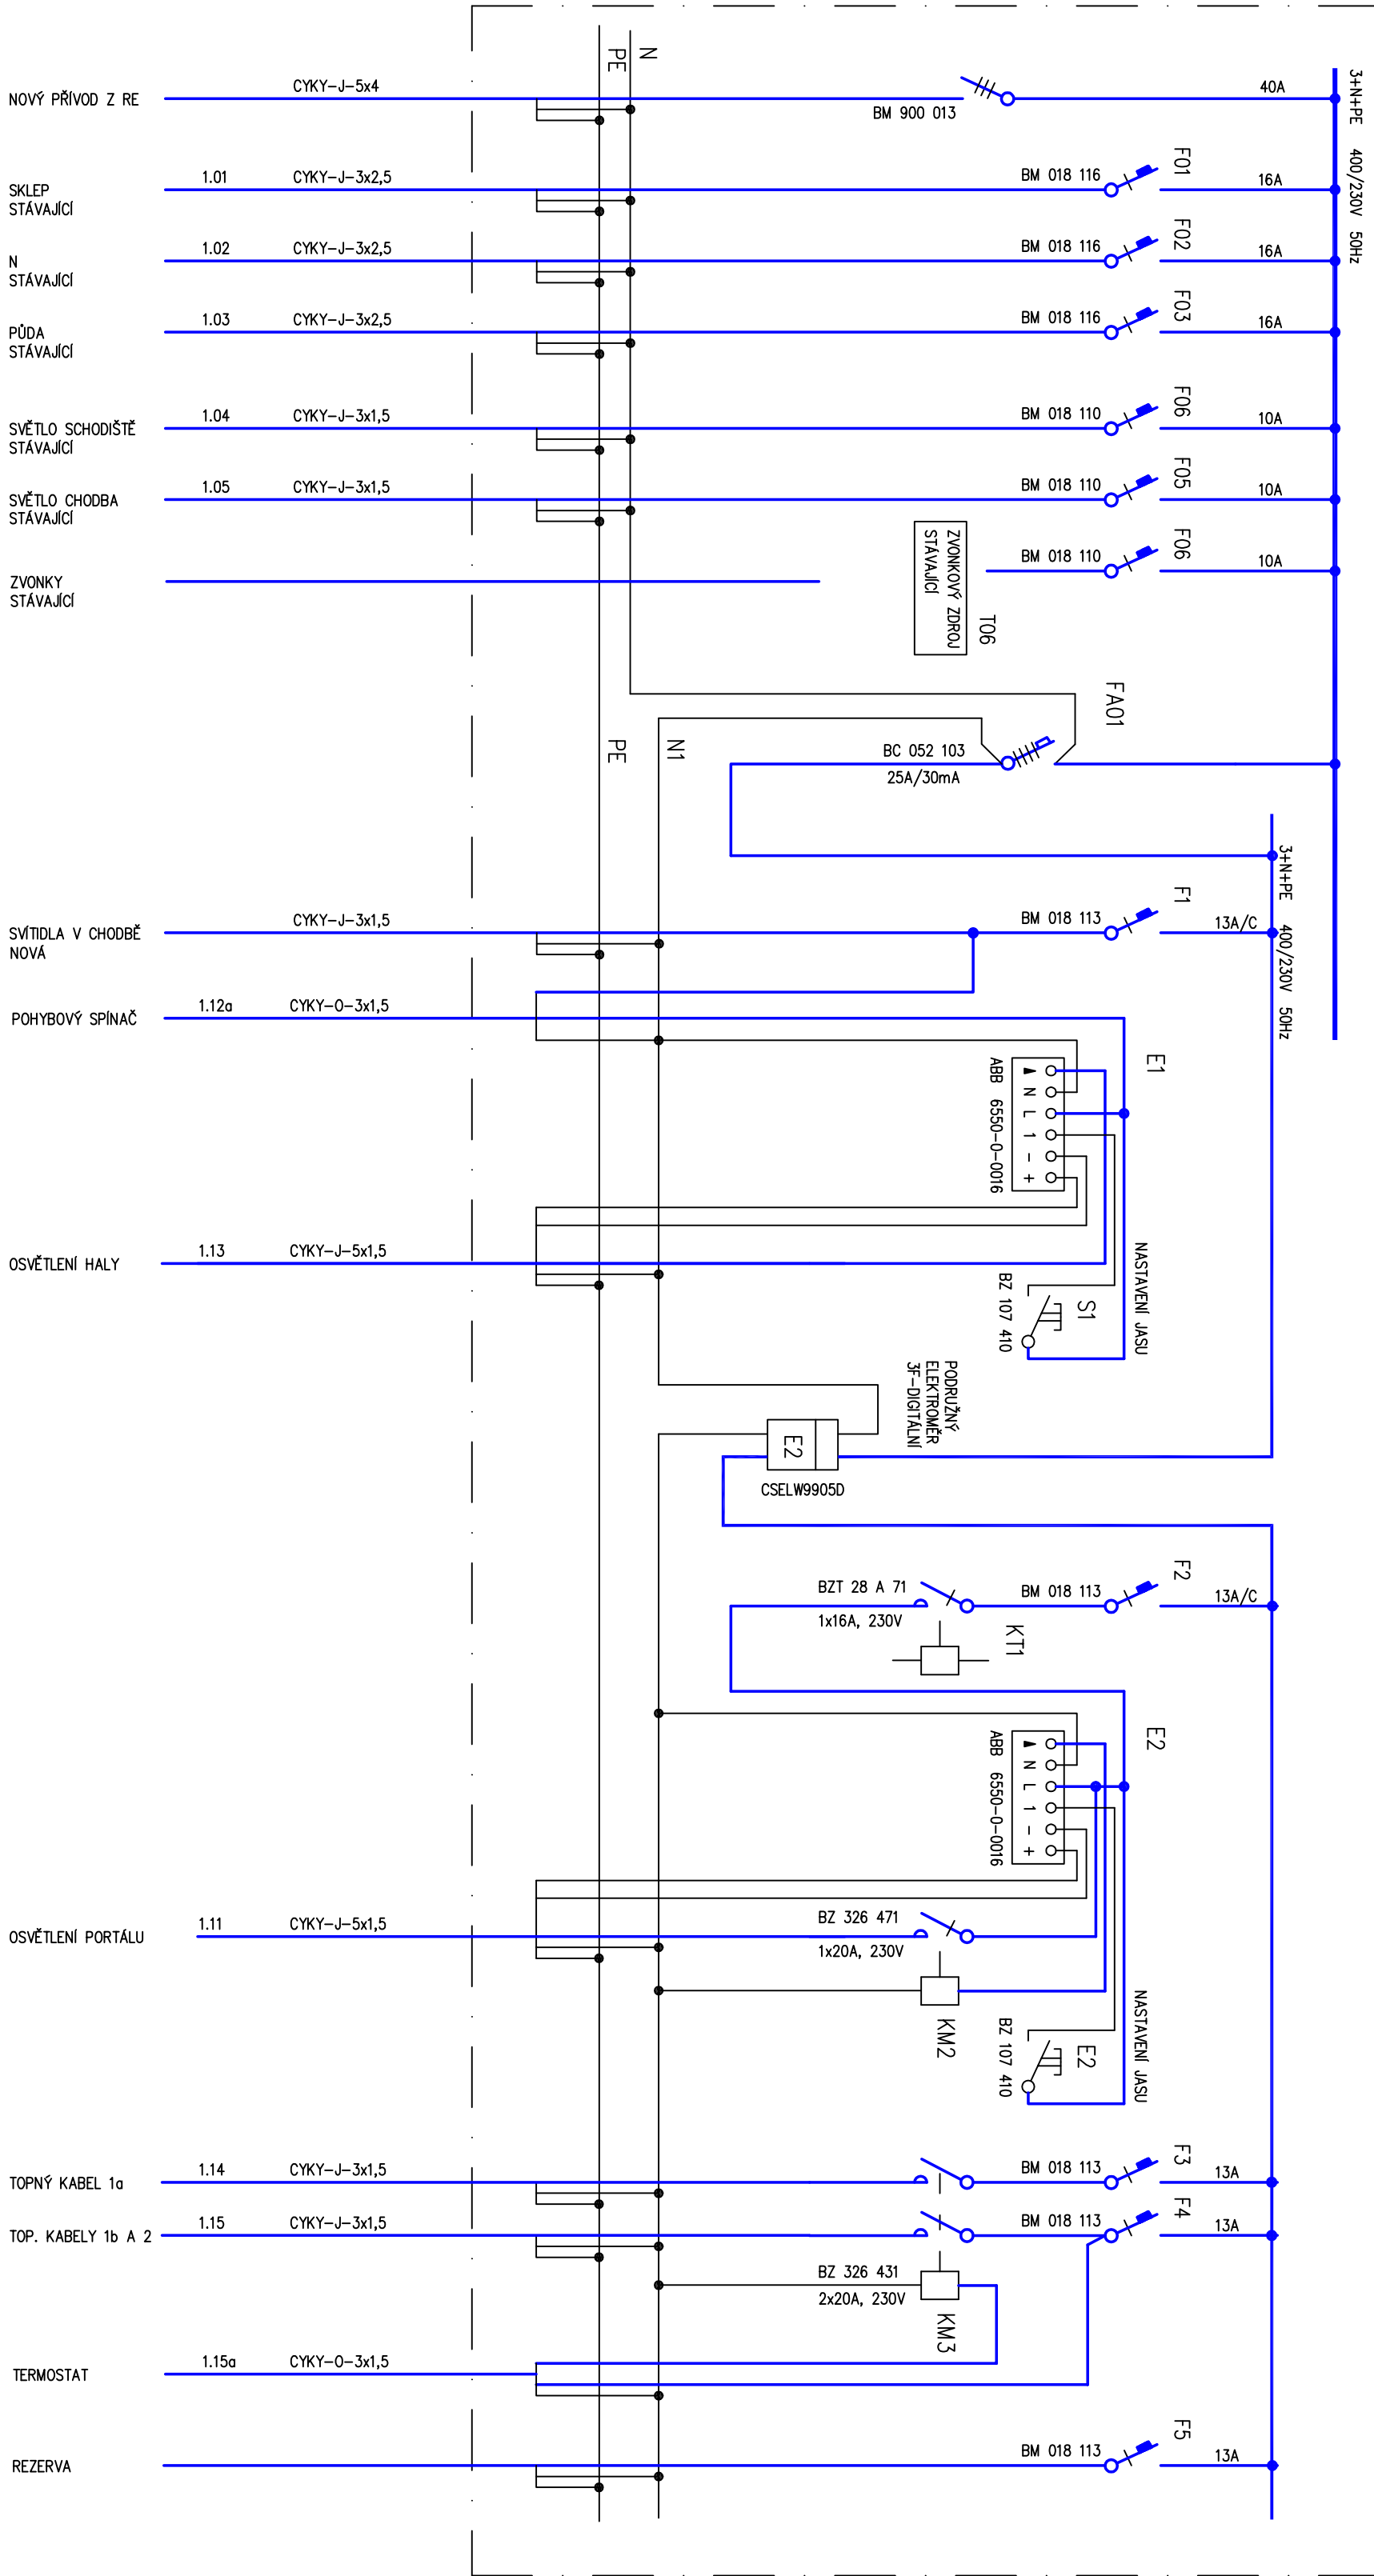 3+N+PE 400/230V 50Hz
N
PE
NOVÝ PŘÍVOD Z RE
CYKY-J-5x4
BM 900 013
40A
SKLEP
STÁVAJÍCÍ
1.01
CYKY-J-3x2,5
BM 018 116
F01
16A
N
STÁVAJÍCÍ
1.02
CYKY-J-3x2,5
BM 018 116
F02
16A
PŮDA
STÁVAJÍCÍ
1.03
CYKY-J-3x2,5
BM 018 116
F03
16A
SVĚTLO SCHODIŠTĚ
STÁVAJÍCÍ
1.04
CYKY-J-3x1,5
BM 018 110
F06
10A
SVĚTLO CHODBA
STÁVAJÍCÍ
1.05
CYKY-J-3x1,5
BM 018 110
F05
10A
ZVONKY
STÁVAJÍCÍ
ZVONKOVÝ ZDROJ
STÁVAJÍCÍ
T06
BM 018 110
F06
10A
FA01
BC 052 103
25A/30mA
N1
PE
3+N+PE 400/230V 50Hz
SVÍTIDLA V CHODBĚ
NOVÁ
CYKY-J-3x1,5
BM 018 113
F1
13A/C
POHYBOVÝ SPÍNAČ
1.12a
CYKY-O-3x1,5
E1
N L 1 - +
ABB 6550-0-0016
OSVĚTLENÍ HALY
1.13
CYKY-J-5x1,5
NASTAVENÍ JASU
S1
BZ 107 410
PODRUŽNÝ
ELEKTROMĚR
3F-DIGITÁLNÍ
E2
CSELW9905D
BZT 28 A 71
1x16A, 230V
KT1
BM 018 113
F2
13A/C
E2
N L 1 - +
ABB 6550-0-0016
OSVĚTLENÍ PORTÁLU
1.11
CYKY-J-5x1,5
BZ 326 471
1x20A, 230V
KM2
NASTAVENÍ JASU
E2
BZ 107 410
TOPNÝ KABEL 1a
1.14
CYKY-J-3x1,5
BM 018 113
F3
13A
TOP. KABELY 1b A 2
1.15
CYKY-J-3x1,5
BM 018 113
F4
13A
BZ 326 431
2x20A, 230V
KM3
TERMOSTAT
1.15a
CYKY-O-3x1,5
REZERVA
BM 018 113
F5
13A